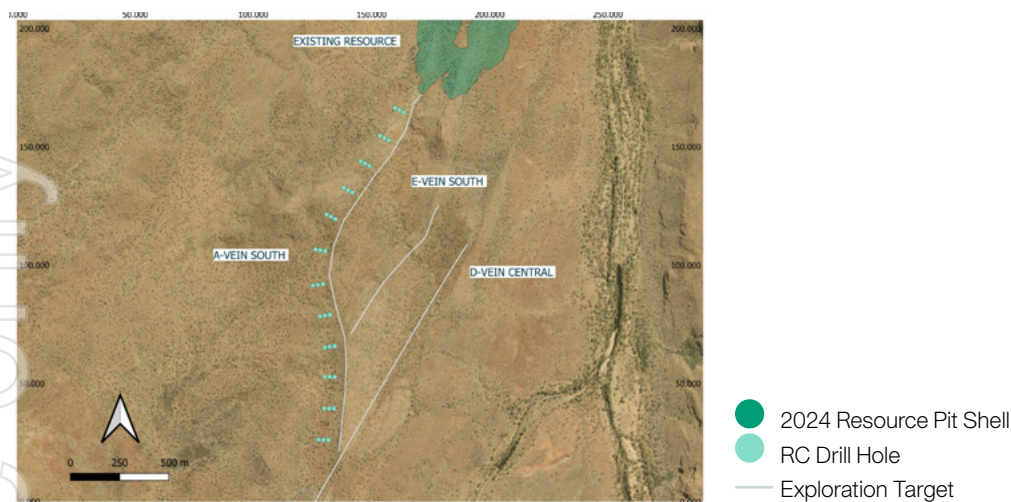 50.000
100.000
150.000
200.000
250.000
200.000
200.000
EXISTING RESOURCE
150.000
150.000
E-VEIN SOUTH
A-VEIN SOUTH
100.000
100.000
D-VEIN CENTRAL
50.000
50.000
0 250 500 m
2024 Resource Pit Shell
RC Drill Hole
Exploration Target